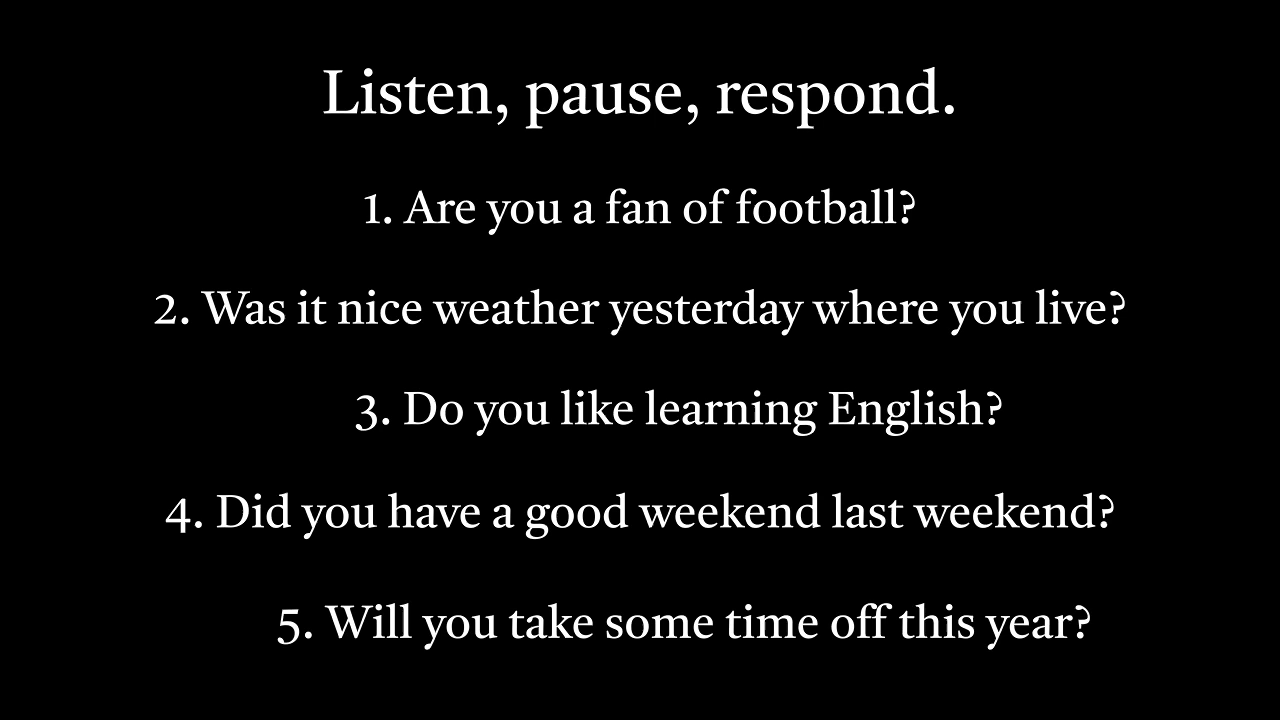 Listen, pause, respond.
1. Are you a fan of football?
2. Was it nice weather yesterday where you live?
3. Do you like learning English?
4. Did you have a good weekend last weekend?
5. Will you take some time off this year?